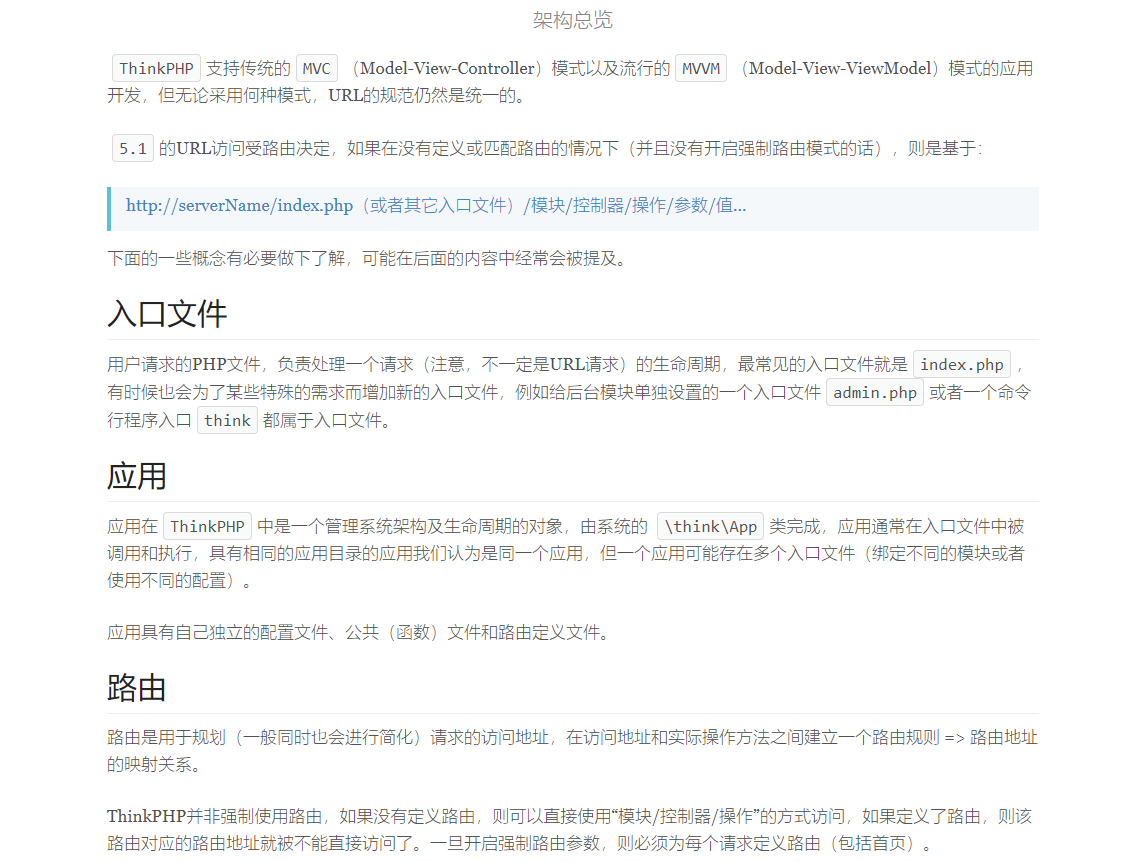 架构总览
ThinkPHP 支持传统的 MVC （Model-View-Controller）模式以及流行的 MVVM （Model-View-ViewModel）模式的应用
开发，但无论采用何种模式，URL的规范仍然是统一的。
5.1 的URL访问受路由决定，如果在没有定义或匹配路由的情况下（并且没有开启强制路由模式的话），则是基于：
http://serverName/index.php（或者其它入口文件）/模块/控制器/操作/参数/值…
下面的一些概念有必要做下了解，可能在后面的内容中经常会被提及。
入口文件
用户请求的PHP文件，负责处理一个请求（注意，不一定是URL请求）的生命周期，最常见的入口文件就是 index.php ，
有时候也会为了某些特殊的需求而增加新的入口文件，例如给后台模块单独设置的一个入口文件 admin.php 或者一个命令
行程序入口 think 都属于入口文件。
应用
应用在 ThinkPHP 中是一个管理系统架构及生命周期的对象，由系统的 \think\App 类完成，应用通常在入口文件中被
调用和执行，具有相同的应用目录的应用我们认为是同一个应用，但一个应用可能存在多个入口文件（绑定不同的模块或者
使用不同的配置）。
应用具有自己独立的配置文件、公共（函数）文件和路由定义文件。
路由
路由是用于规划（一般同时也会进行简化）请求的访问地址，在访问地址和实际操作方法之间建立一个路由规则 => 路由地址
的映射关系。
ThinkPHP并非强制使用路由，如果没有定义路由，则可以直接使用“模块/控制器/操作”的方式访问，如果定义了路由，则该
路由对应的路由地址就被不能直接访问了。一旦开启强制路由参数，则必须为每个请求定义路由（包括首页）。